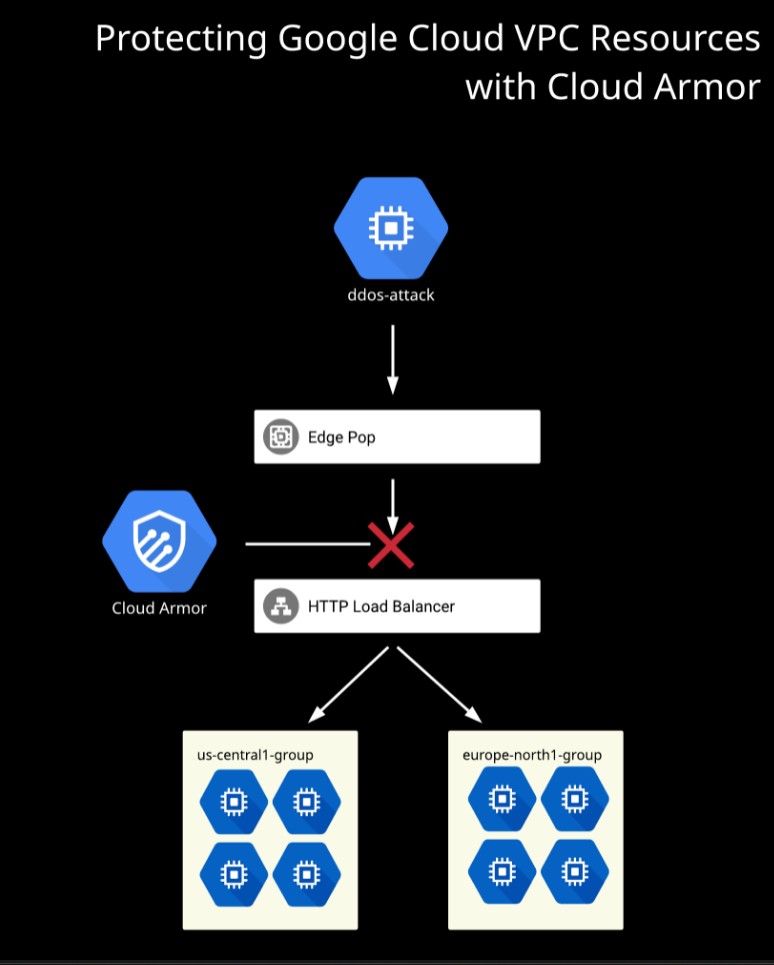 Protecting Google Cloud VPC Resources
with Cloud Armor
ddos-attack
Edge Pop
Cloud Armor
HTTP Load Balancer
us-central1-group
europe-north1-group